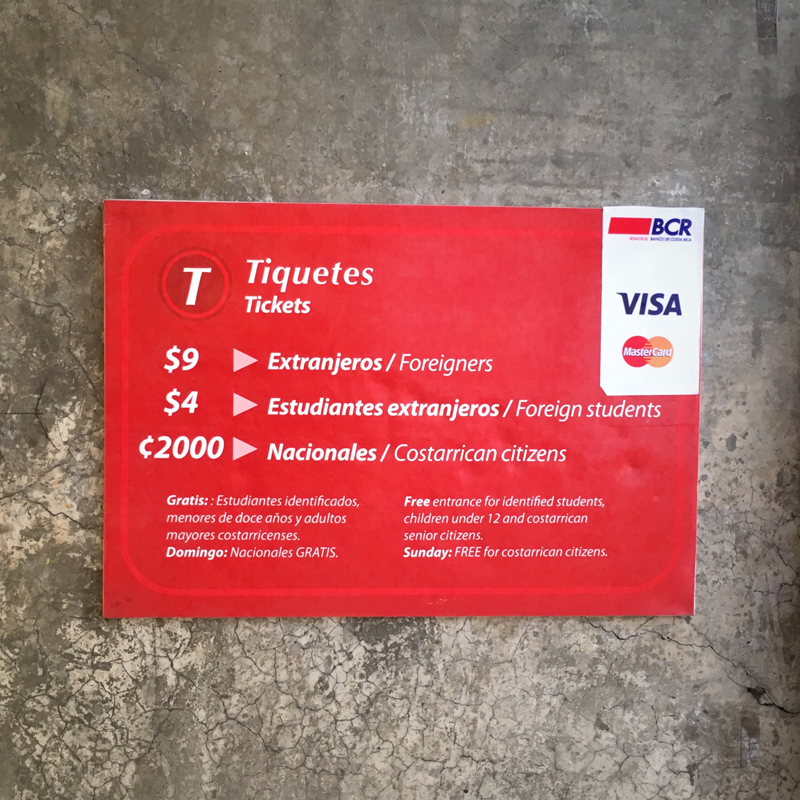 T
Tiquetes
Tickets
$9 Extranjeros / Foreigners
$4 Estudiantes extranjeros / Foreign students
¢2000 Nacionales / Costarrican citizens
Gratis: : Estudiantes identificados,
menores de doce años y adultos
mayores costarricenses.
Domingo: Nacionales GRATIS.
Free entrance for identified students,
children under 12 and costarrican
senior citizens.
Sunday: FREE for costarrican citizens.
BCR
SOMOS EL BANCO DE COSTA RICA
VISA
MasterCard